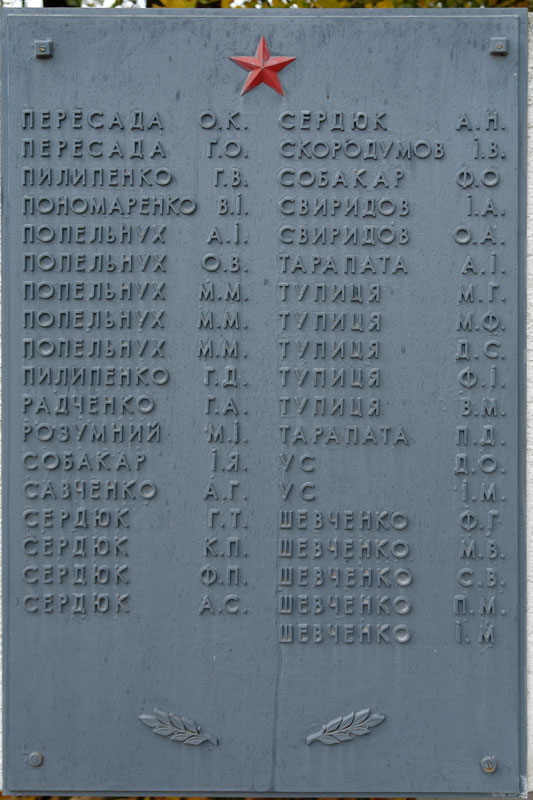 ПЕРЕСАДА О.К.
ПЕРЕСАДА Г.О.
ПИЛИПЕНКО Г.В.
ПОНОМАРЕНКО В.І.
ПОПЕЛЬНУХ А.І.
ПОПЕЛЬНУХ О.В.
ПОПЕЛЬНУХ М.М.
ПОПЕЛЬНУХ М.М.
ПОПЕЛЬНУХ М.М.
ПИЛИПЕНКО Г.Д.
РАДЧЕНКО Г.А.
РОЗУМНИЙ М.І.
СОБАКАР І.Я.
САВЧЕНКО А.Г.
СЕРДЮК Г.Т.
СЕРДЮК К.П.
СЕРДЮК Ф.П.
СЕРДЮК А.С.
СЕРДЮК А.Н.
СКОРОДУМОВ І.В.
СОБАКАР Ф.О
СВИРИДОВ І.А.
СВИРИДОВ О.А.
ТАРАПАТА А.І.
ТУПИЦЯ М.Г.
ТУПИЦЯ М.Ф.
ТУПИЦЯ Д.С.
ТУПИЦЯ Ф.І.
ТУПИЦЯ В.М.
ТАРАПАТА П.Д.
УС Д.О.
УС І.М.
ШЕВЧЕНКО Ф.Г
ШЕВЧЕНКО М.В.
ШЕВЧЕНКО С.В.
ШЕВЧЕНКО П.М.
ШЕВЧЕНКО І.М